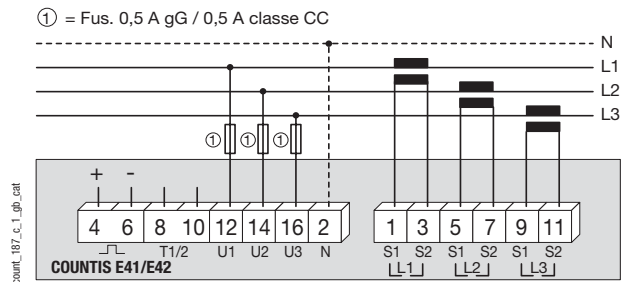 ① = Fus. 0,5 A gG / 0,5 A classe CC
N
L1
L2
L3
① ① ①
+ -
4 6 8 10 12 14 16 2 1 3 5 7 9 11
T1/2 U1 U2 U3 N S1 S2 S1 S2 S1 S2
COUNTIS E41/E42 L1 L2 L3
count_187_c_1_gb_cat